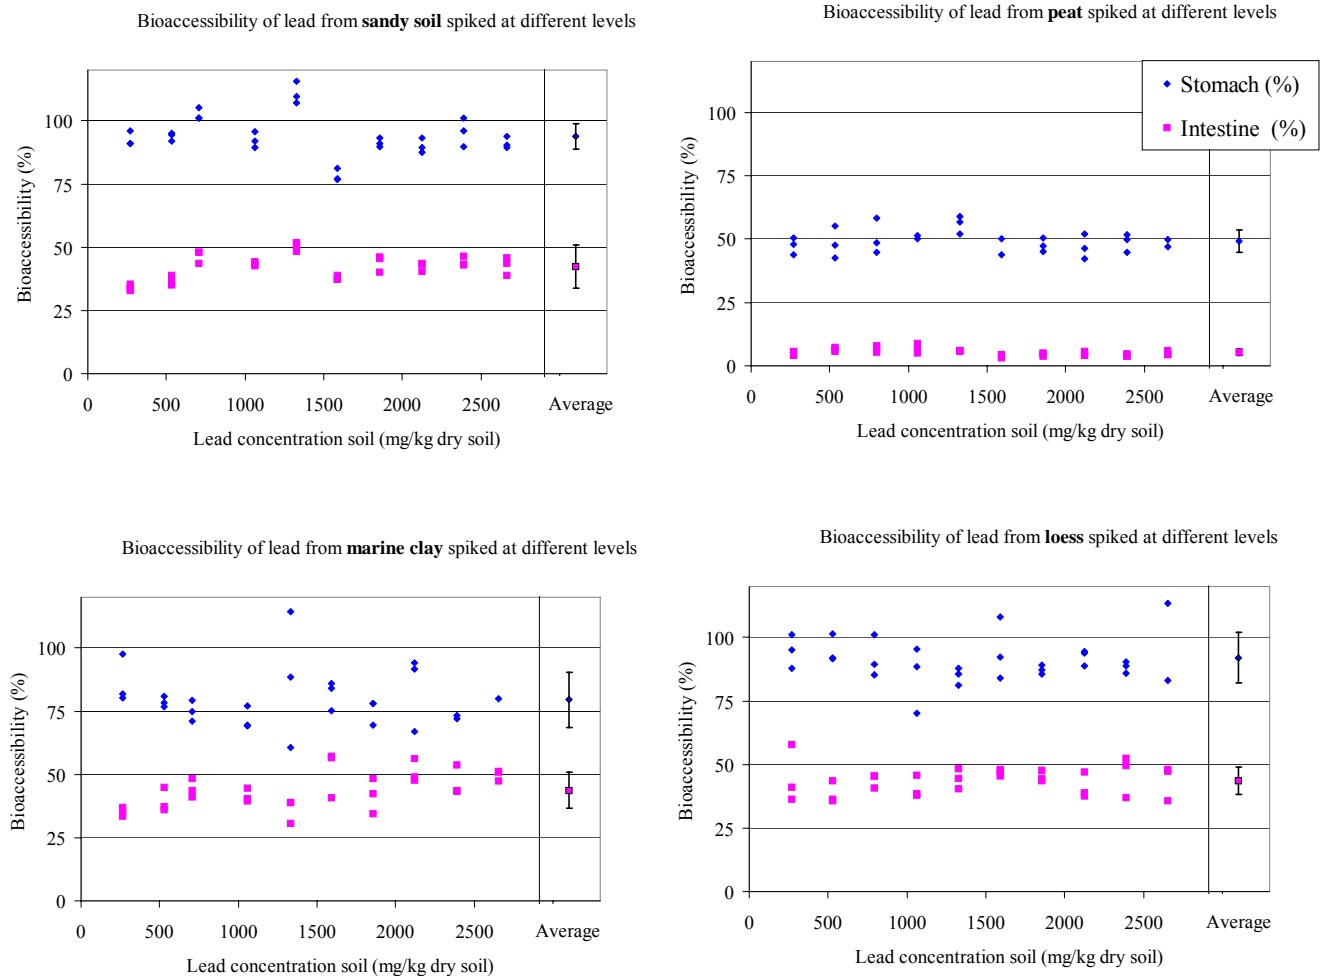 Bioaccessibility of lead from sandy soil spiked at different levels
Bioaccessibility (%)
100
75
50
25
0
0 500 1000 1500 2000 2500 Average
Lead concentration soil (mg/kg dry soil)
Bioaccessibility of lead from peat spiked at different levels
Stomach (%)
Intestine (%)
Bioaccessibility (%)
100
75
50
25
0
0 500 1000 1500 2000 2500 Average
Lead concentration soil (mg/kg dry soil)
Bioaccessibility of lead from marine clay spiked at different levels
Bioaccessibility (%)
100
75
50
25
0
0 500 1000 1500 2000 2500 Average
Lead concentration soil (mg/kg dry soil)
Bioaccessibility of lead from loess spiked at different levels
Bioaccessibility (%)
100
75
50
25
0
0 500 1000 1500 2000 2500 Average
Lead concentration soil (mg/kg dry soil)